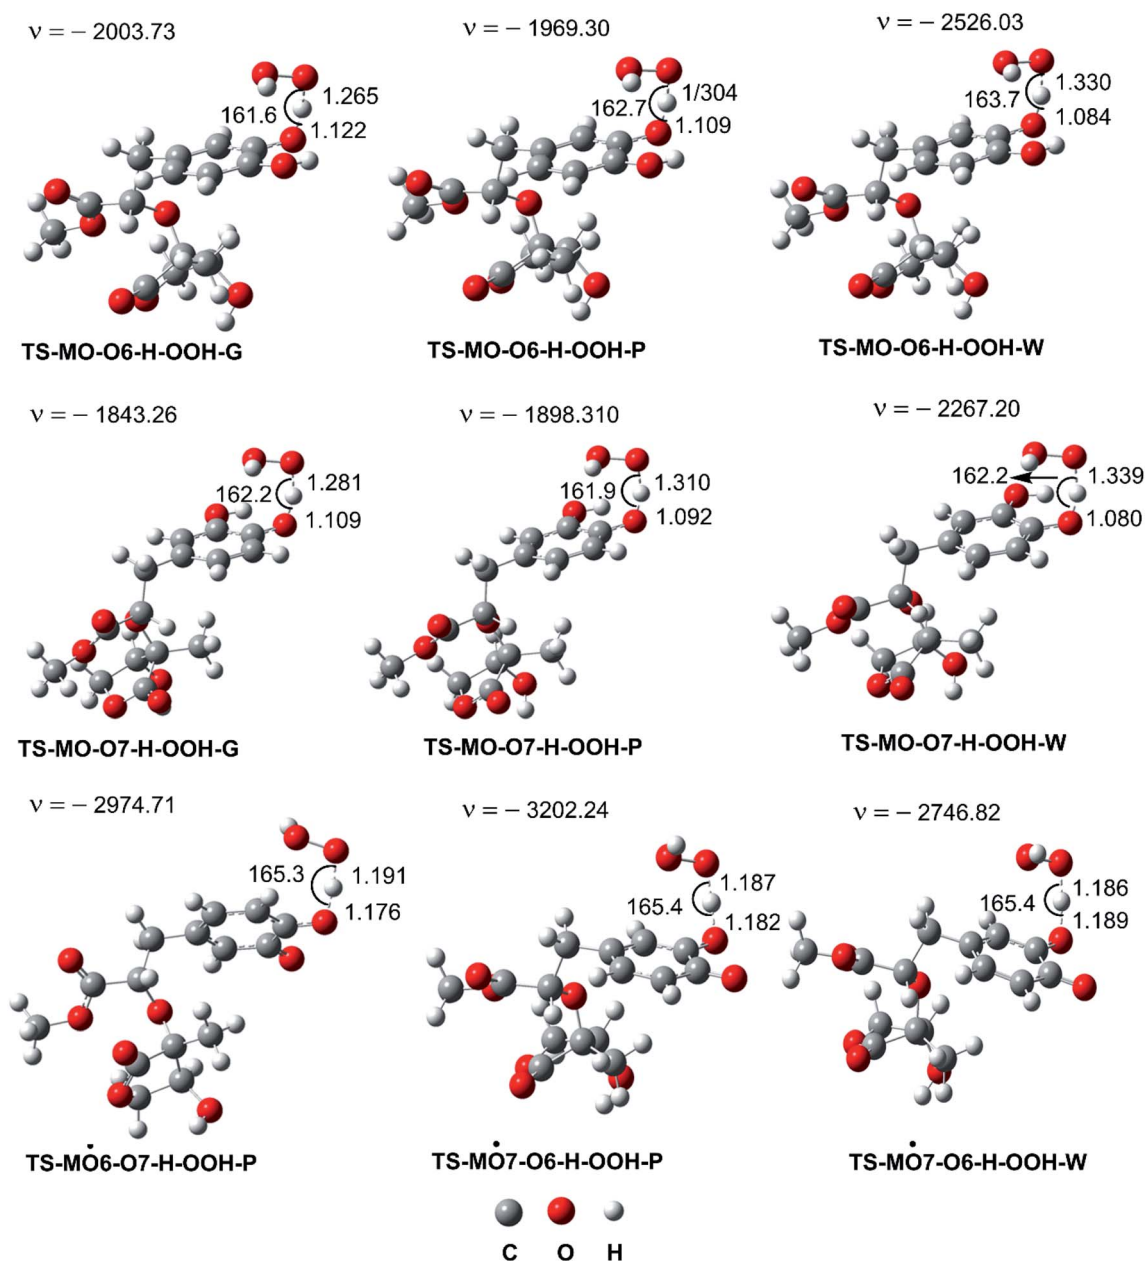 ν = − 2003.73
ν = − 1969.30
ν = − 2526.03
1.265
161.6
1.122
1/304
162.7
1.109
1.330
163.7
1.084
TS-MO-O6-H-OOH-G
TS-MO-O6-H-OOH-P
TS-MO-O6-H-OOH-W
ν = − 1843.26
ν = − 1898.310
ν = − 2267.20
1.281
162.2
1.109
1.310
161.9
1.092
162.2
1.339
1.080
TS-MO-O7-H-OOH-G
TS-MO-O7-H-OOH-P
TS-MO-O7-H-OOH-W
ν = − 2974.71
ν = − 3202.24
ν = − 2746.82
165.3
1.191
1.176
1.187
165.4
1.182
1.186
165.4
1.189
TS-MȮ6-O7-H-OOH-P
TS-MȮ7-O6-H-OOH-P
TS-MȮ7-O6-H-OOH-W
C O H